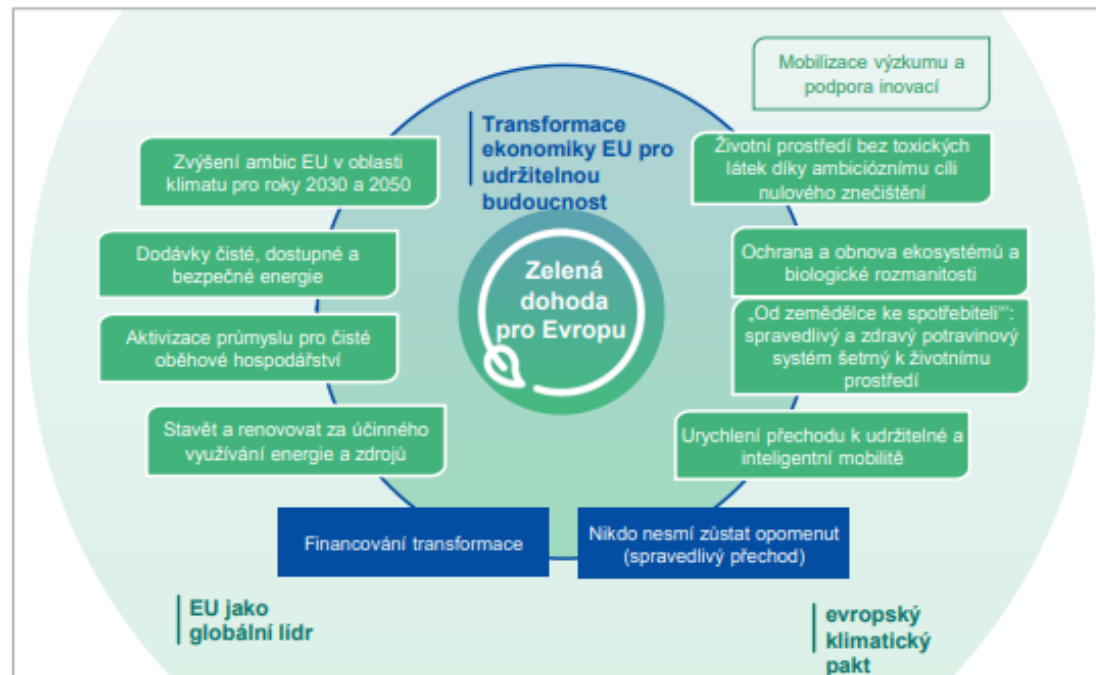 Mobilizace výzkumu a
podpora inovací
Transformace
ekonomiky EU pro
udržitelnou
budoucnost
Zvýšení ambic EU v oblasti
klimatu pro roky 2030 a 2050
Životní prostředí bez toxických
látek díky ambicióznímu cíli
nulového znečištění
Dodávky čisté, dostupné a
bezpečné energie
Zelená
dohoda
pro Evropu
Ochrana a obnova ekosystémů a
biologické rozmanitosti
Aktivizace průmyslu pro čisté
oběhové hospodářství
„Od zemědělce ke spotřebiteli“':
spravedlivý a zdravý potravinový
systém šetrný k životnímu
prostředí
Stavět a renovovat za účinného
využívání energie a zdrojů
Urychlení přechodu k udržitelné a
inteligentní mobilitě
Financování transformace
Nikdo nesmí zůstat opomenut
(spravedlivý přechod)
EU jako
globální lídr
evropský
klimatický
pakt